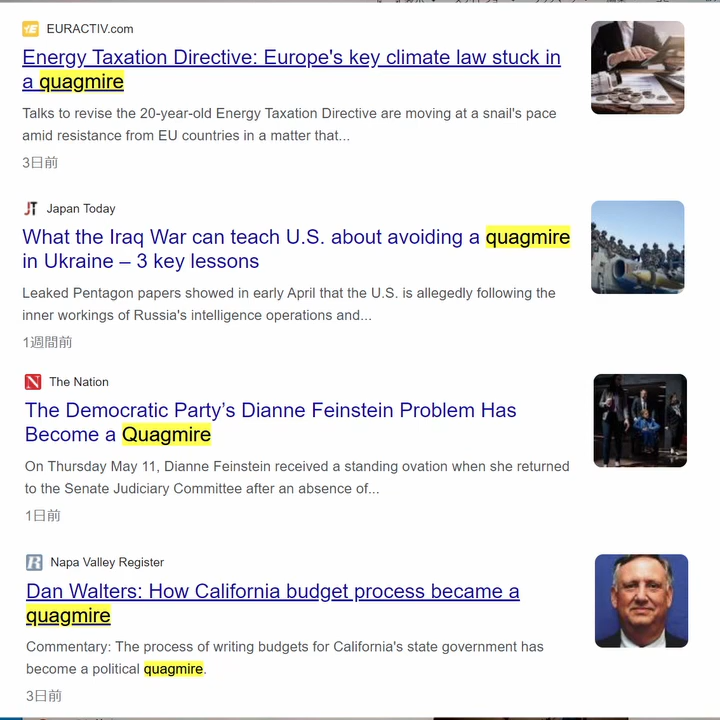 EURACTIV.com
Energy Taxation Directive: Europe's key climate law stuck in
a quagmire
Talks to revise the 20-year-old Energy Taxation Directive are moving at a snail's pace
amid resistance from EU countries in a matter that...
3日前
JT Japan Today
What the Iraq War can teach U.S. about avoiding a quagmire
in Ukraine – 3 key lessons
Leaked Pentagon papers showed in early April that the U.S. is allegedly following the
inner workings of Russia's intelligence operations and...
1週間前
N The Nation
The Democratic Party’s Dianne Feinstein Problem Has
Become a Quagmire
On Thursday May 11, Dianne Feinstein received a standing ovation when she returned
to the Senate Judiciary Committee after an absence of...
1日前
R Napa Valley Register
Dan Walters: How California budget process became a
quagmire
Commentary: The process of writing budgets for California's state government has
become a political quagmire.
3日前